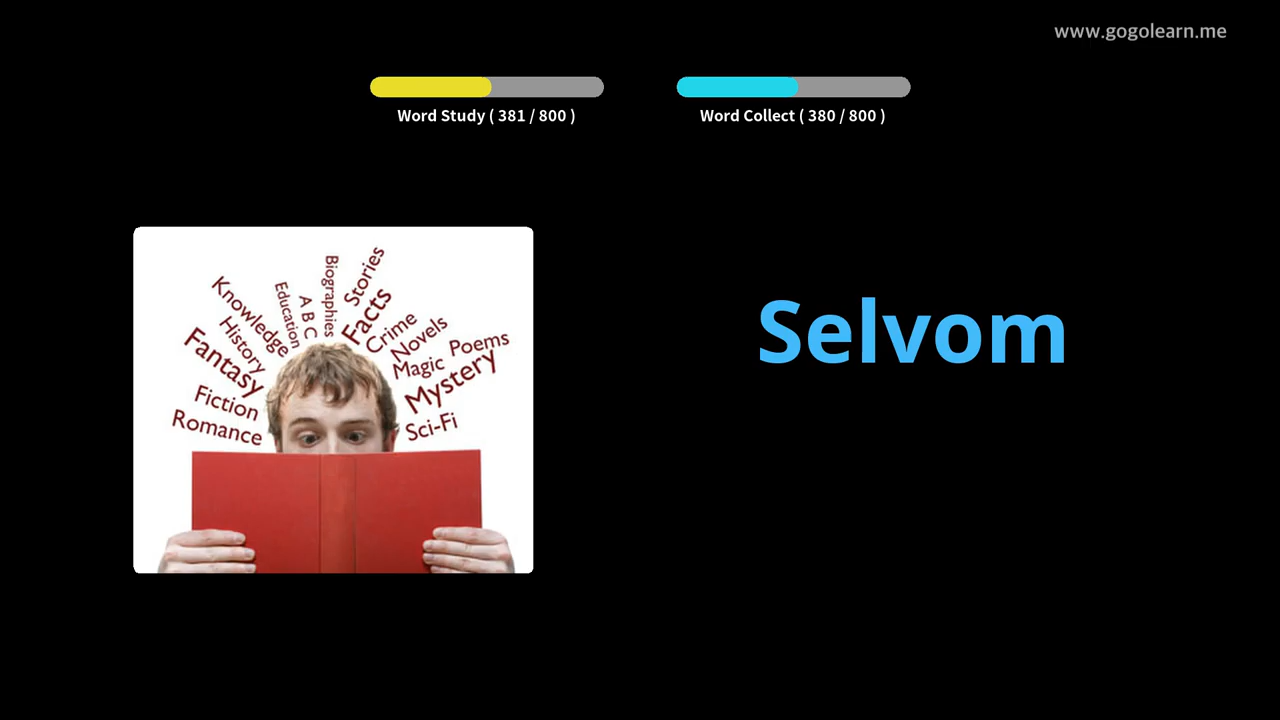 www.gogolearn.me
Word Study ( 381 / 800 )
Word Collect ( 380 / 800 )
Selvom
Stories
Biographies
Facts
A B C
Education
Knowledge
Crime
Novels
History
Poems
Fantasy
Magic
Mystery
Fiction
Sci-Fi
Romance